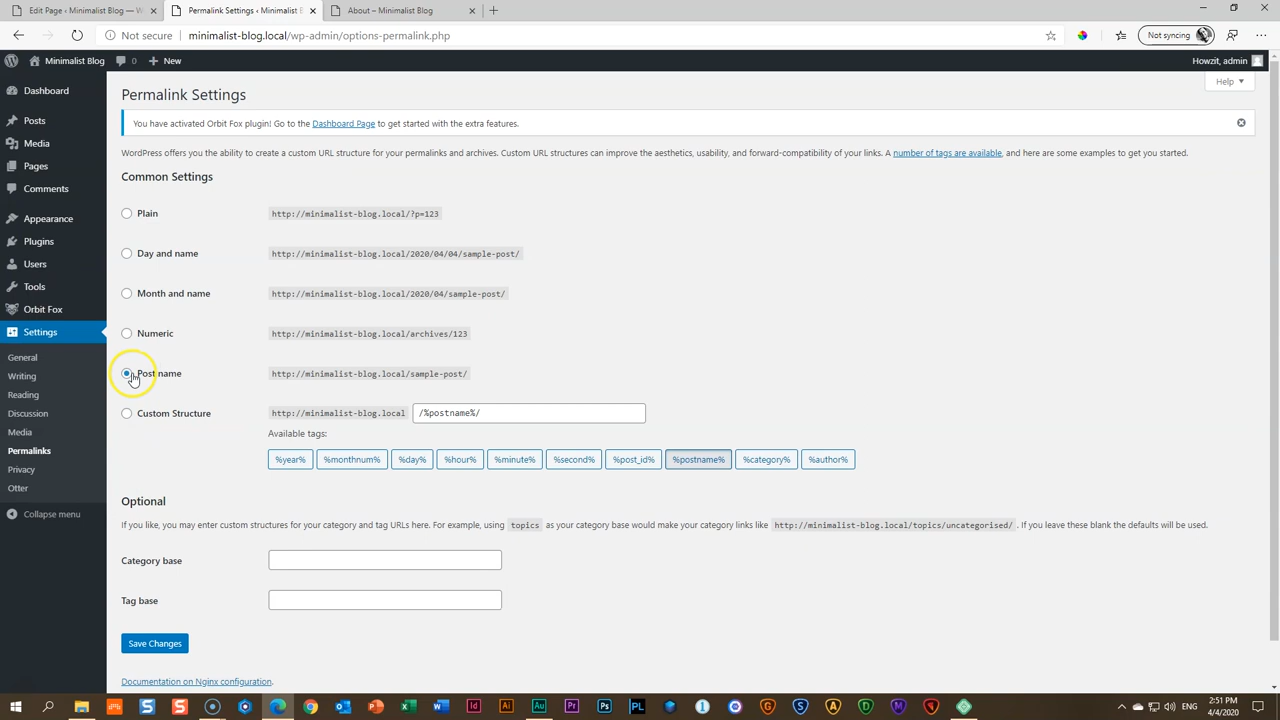 Edit Page ‹ Minimalist Blog — W
Permalink Settings ‹ Minimalist B
About – Minimalist Blog
Not secure
minimalist-blog.local/wp-admin/options-permalink.php
Not syncing
Minimalist Blog
0
New
Howzit, admin
Help
Dashboard
Posts
Media
Pages
Comments
Appearance
Plugins
Users
Tools
Orbit Fox
Settings
General
Writing
Reading
Discussion
Media
Permalinks
Privacy
Otter
Collapse menu
Permalink Settings
You have activated Orbit Fox plugin! Go to the Dashboard Page to get started with the extra features.
WordPress offers you the ability to create a custom URL structure for your permalinks and archives. Custom URL structures can improve the aesthetics, usability, and forward-compatibility of your links. A number of tags are available, and here are some examples to get you started.
Common Settings
Plain http://minimalist-blog.local/?p=123
Day and name http://minimalist-blog.local/2020/04/04/sample-post/
Month and name http://minimalist-blog.local/2020/04/sample-post/
Numeric http://minimalist-blog.local/archives/123
Post name http://minimalist-blog.local/sample-post/
Custom Structure http://minimalist-blog.local /%postname%/
Available tags:
%year% %monthnum% %day% %hour% %minute% %second% %post_id% %postname% %category% %author%
Optional
If you like, you may enter custom structures for your category and tag URLs here. For example, using topics as your category base would make your category links like http://minimalist-blog.local/topics/uncategorised/ . If you leave these blank the defaults will be used.
Category base
Tag base
Save Changes
Documentation on Nginx configuration.
Id Ai Au Pr Ps PL
G S A D M
ENG
2:51 PM
4/4/2020